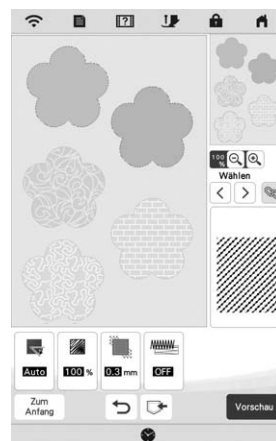 100 %
Wählen
Auto
100 %
0.3 mm
OFF
Zum Anfang
Vorschau